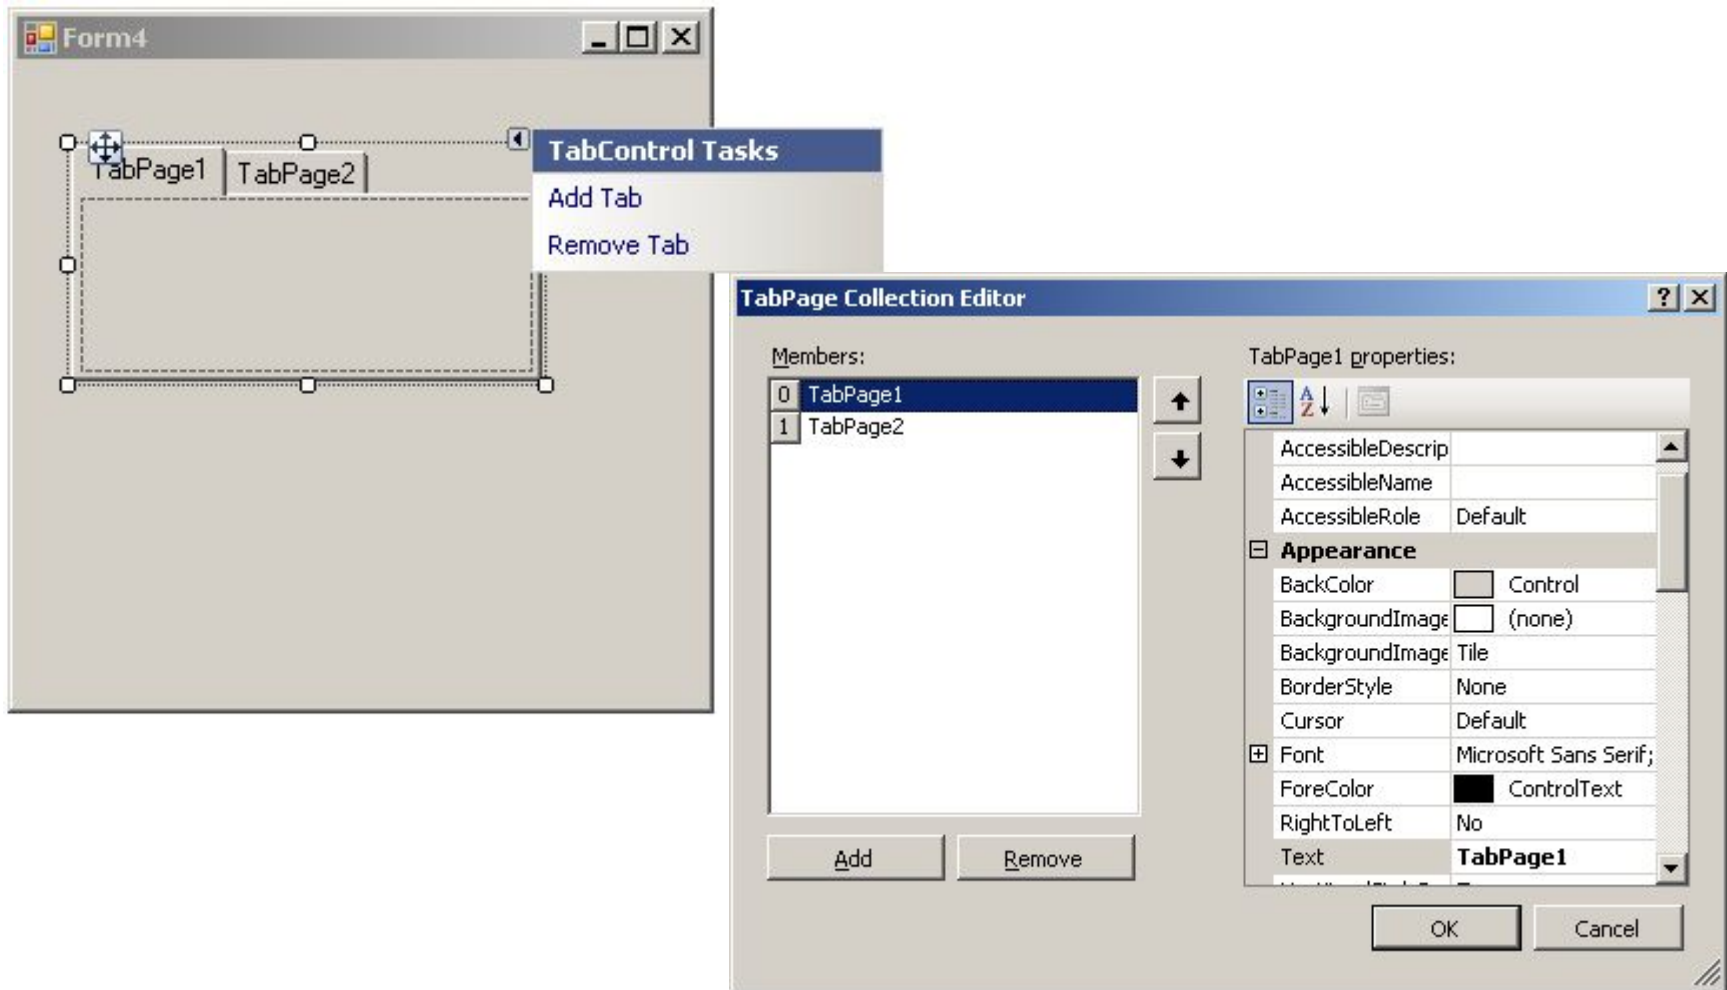 Form4
TabPage1 TabPage2
TabControl Tasks
Add Tab
Remove Tab
TabPage Collection Editor
?
Members:
0 TabPage1
1 TabPage2
Add Remove
TabPage1 properties:
AZ
AccessibleDescrip
AccessibleName
AccessibleRole Default
Appearance
BackColor Control
BackgroundImage (none)
BackgroundImage Tile
BorderStyle None
Cursor Default
Font Microsoft Sans Serif;
ForeColor ControlText
RightToLeft No
Text TabPage1
OK Cancel